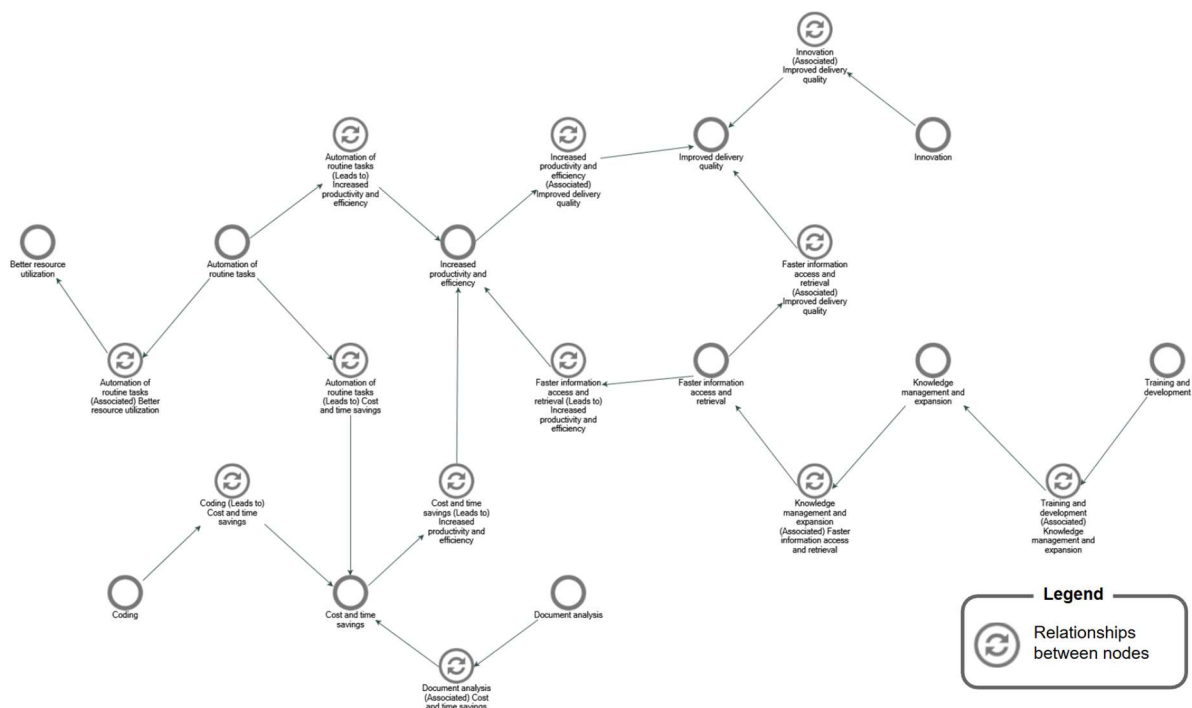 Innovation
(Associated)
Improved delivery
quality
Automation of
routine tasks
(Leads to)
Increased
productivity and
efficiency
Increased
productivity and
efficiency
(Associated)
Improved delivery
quality
Improved delivery
quality
Innovation
Better resource
utilization
Automation of
routine tasks
Increased
productivity and
efficiency
Faster information
access and
retrieval
(Associated)
Improved delivery
quality
Automation of
routine tasks
(Associated) Better
resource utilization
Automation of
routine tasks
(Leads to) Cost
and time savings
Faster information
access and
retrieval (Leads to)
Increased
productivity and
efficiency
Faster information
access and
retrieval
Knowledge
management and
expansion
Training and
development
Coding (Leads to)
Cost and time
savings
Cost and time
savings (Leads to)
Increased
productivity and
efficiency
Knowledge
management and
expansion
(Associated) Faster
information access
and retrieval
Training and
development
(Associated)
Knowledge
management and
expansion
Coding
Cost and time
savings
Document analysis
Document analysis
(Associated) Cost
and time savings
Legend
Relationships
between nodes